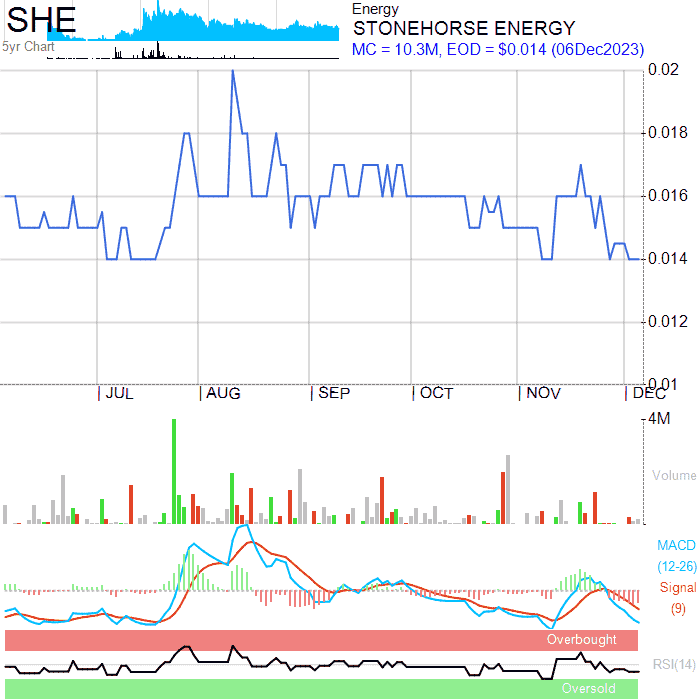 SHE
5yr Chart
Energy
STONEHORSE ENERGY
MC = 10.3M, EOD = $0.014 (06Dec2023)
0.02
0.018
0.016
0.014
0.012
0.01
JUL AUG SEP OCT NOV DEC
4M
Volume
MACD
(12-26)
Signal
(9)
Overbought
RSI(14)
Oversold